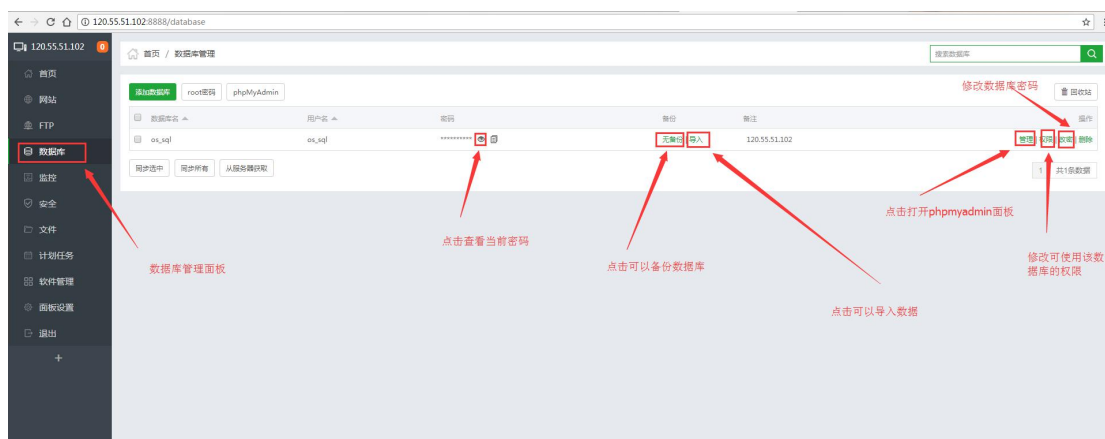 120.55.51.102:8888/database
120.55.51.102 0
首页 / 数据库管理
搜索数据库
首页
网站
FTP
数据库
监控
安全
文件
计划任务
软件管理
面板设置
退出
+
添加数据库 root密码 phpMyAdmin
修改数据库密码
回收站
数据库名 用户名 密码 备份 备注 操作
os_sql os_sql ********** 无备份 | 导入 120.55.51.102 管理 | 权限 | 改密 | 删除
同步选中 同步所有 从服务器获取
1 共1条数据
点击打开phpmyadmin面板
点击查看当前密码
数据库管理面板
点击可以备份数据库
修改可使用该数
据库的权限
点击可以导入数据